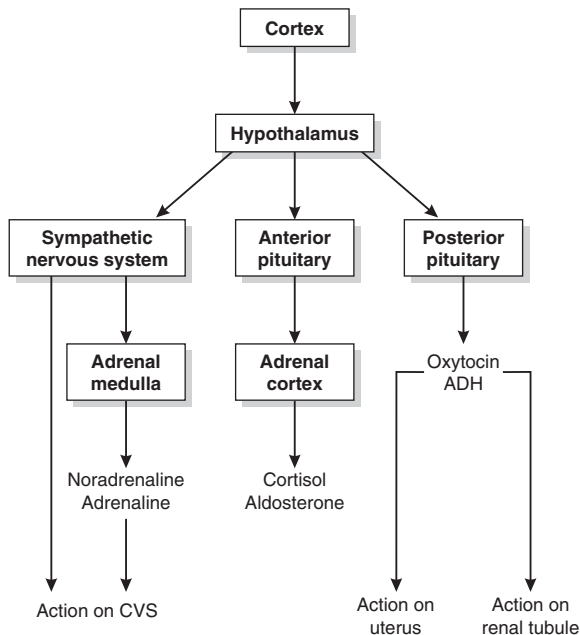 Cortex
Hypothalamus
Sympathetic
nervous system
Anterior
pituitary
Posterior
pituitary
Adrenal
medulla
Adrenal
cortex
Oxytocin
ADH
Noradrenaline
Adrenaline
Cortisol
Aldosterone
Action on CVS
Action on
uterus
Action on
renal tubule